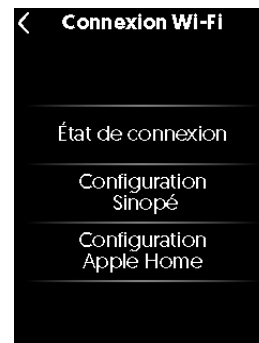 Connexion Wi-Fi
État de connexion
Configuration
Sinopé
Configuration
Apple Home